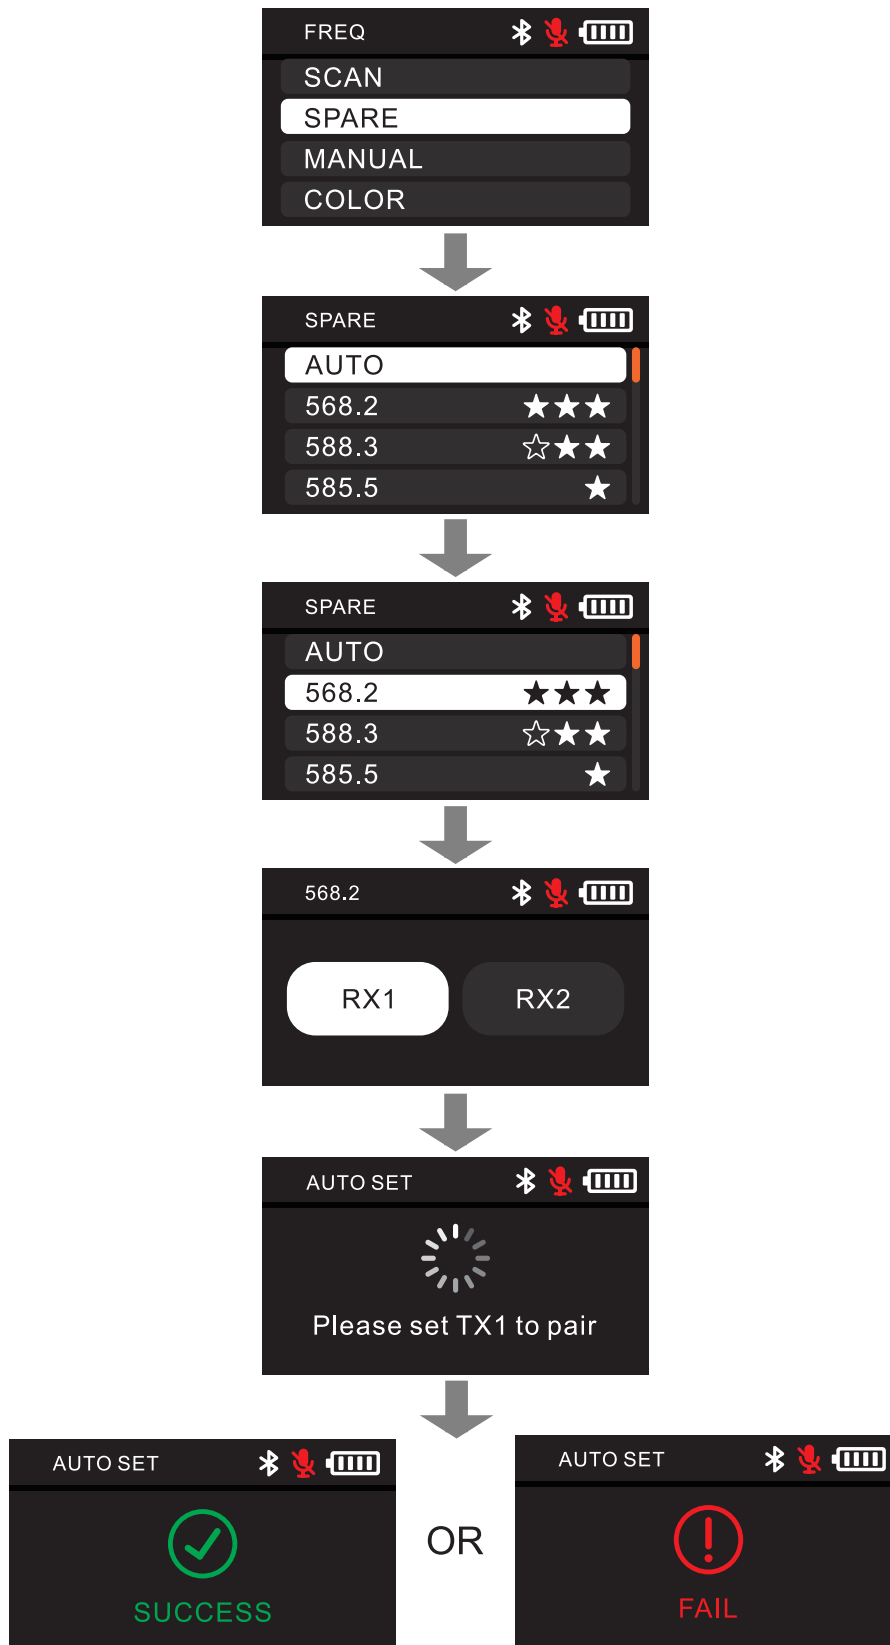 FREQ
SCAN
SPARE
MANUAL
COLOR
SPARE
AUTO
568.2
588.3
585.5
SPARE
AUTO
568.2
588.3
585.5
568.2
RX1 RX2
AUTO SET
Please set TX1 to pair
AUTO SET
SUCCESS
OR
AUTO SET
FAIL